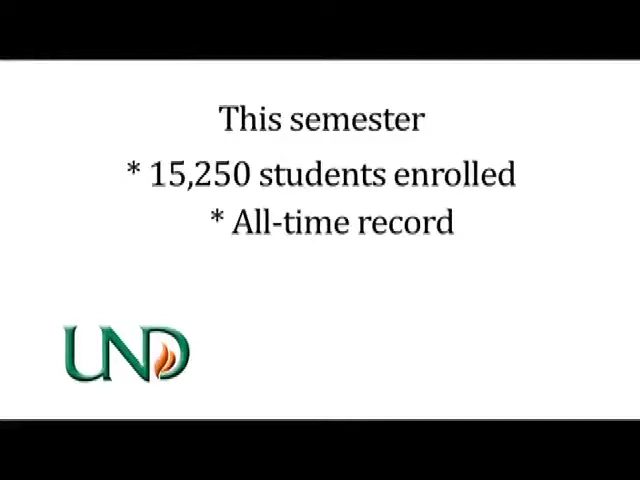 This semester
* 15,250 students enrolled
* All-time record
UND